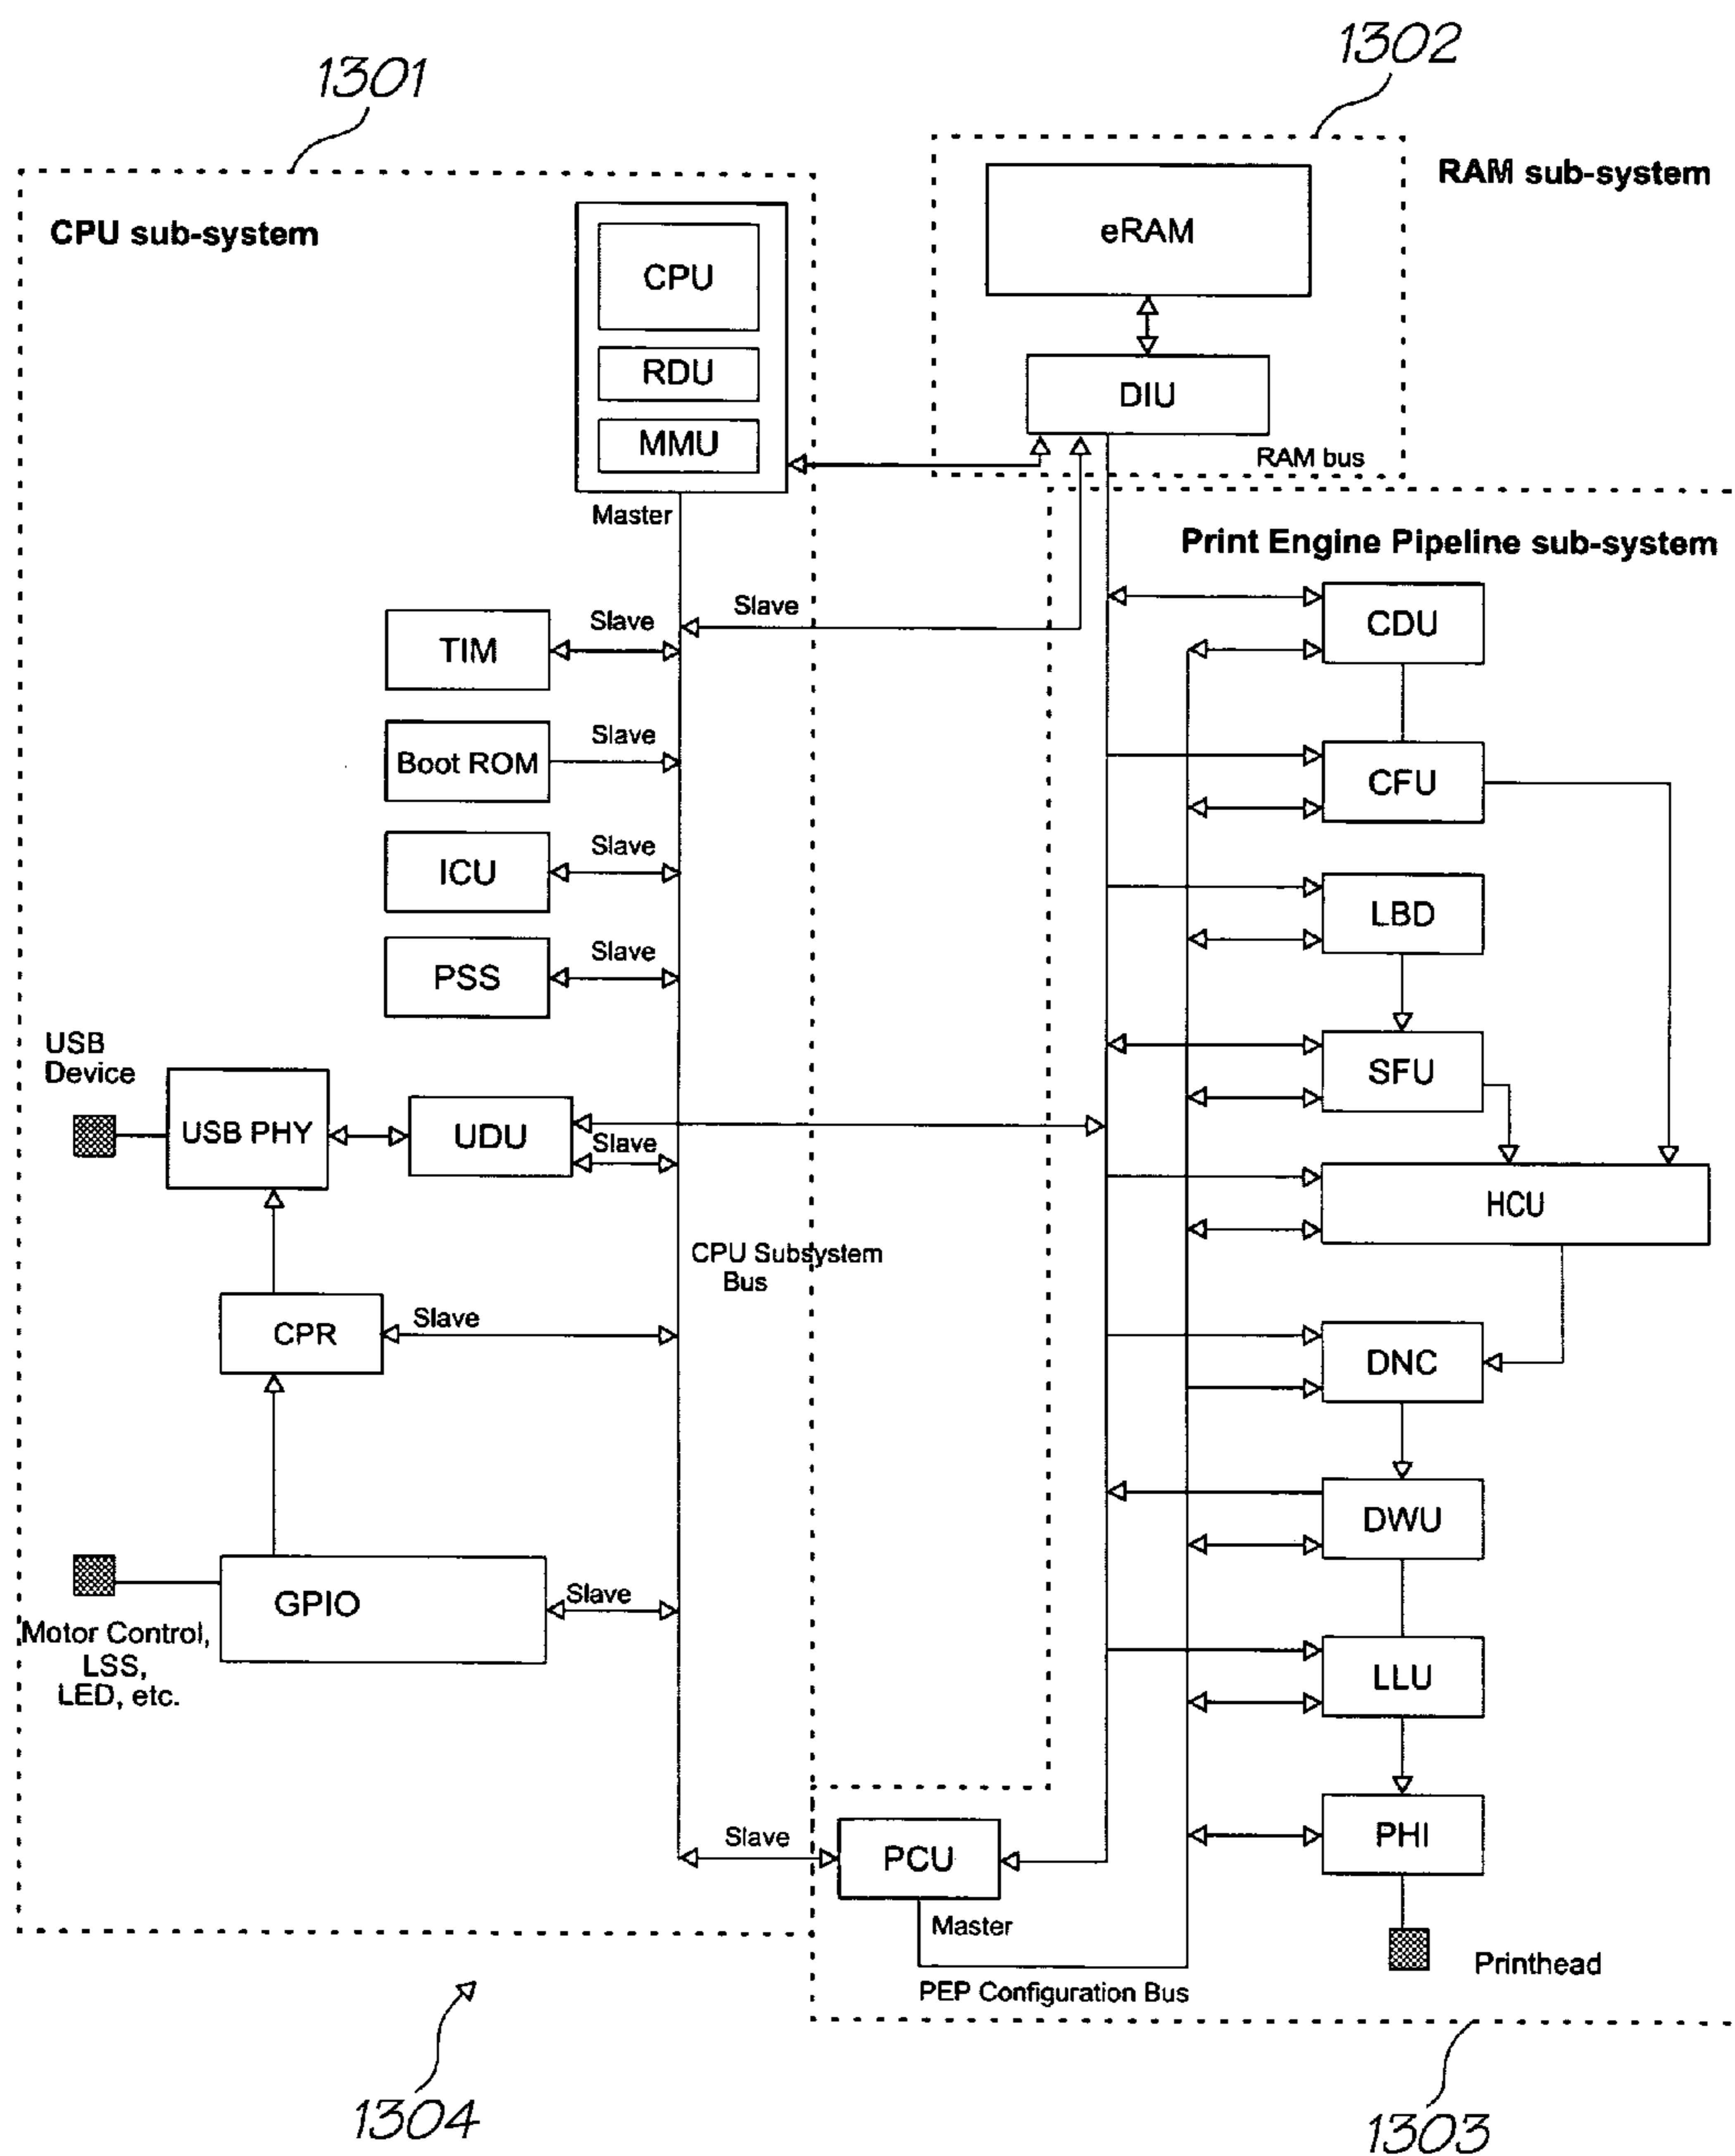 1301
1302
CPU sub-system
RAM sub-system
CPU
RDU
MMU
Master
eRAM
DIU
RAM bus
Print Engine Pipeline sub-system
Slave
TIM
Slave
Boot ROM
Slave
ICU
Slave
PSS
Slave
USB
Device
USB PHY
UDU
Slave
CPU Subsystem
Bus
CPR
Slave
GPIO
Slave
Motor Control,
LSS,
LED, etc.
CDU
CFU
LBD
SFU
HCU
DNC
DWU
LLU
PHI
Printhead
Slave
PCU
Master
PEP Configuration Bus
1304
1303